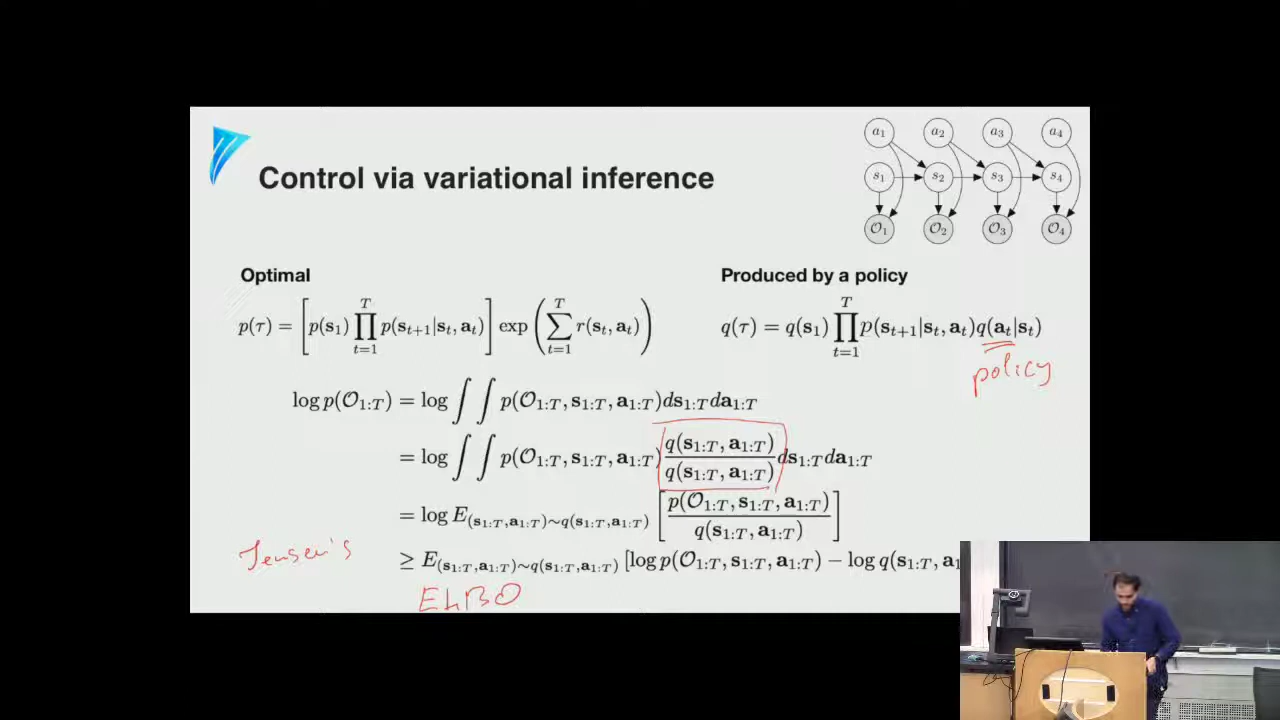 Control via variational inference
a₁ a₂ a₃ a₄
s₁ s₂ s₃ s₄
𝒪₁ 𝒪₂ 𝒪₃ 𝒪₄
Optimal
p(τ) = [p(s₁) ∏_{t=1}^{T} p(s_{t+1}|s_t, a_t)] exp(∑_{t=1}^{T} r(s_t, a_t))
Produced by a policy
q(τ) = q(s₁) ∏_{t=1}^{T} p(s_{t+1}|s_t, a_t)q(a_t|s_t)
policy
log p(𝒪_{1:T}) = log ∫∫ p(𝒪_{1:T}, s_{1:T}, a_{1:T})ds_{1:T}da_{1:T}
= log ∫∫ p(𝒪_{1:T}, s_{1:T}, a_{1:T}) q(s_{1:T}, a_{1:T})/q(s_{1:T}, a_{1:T}) ds_{1:T}da_{1:T}
= log E_{(s_{1:T},a_{1:T})∼q(s_{1:T},a_{1:T})} [p(𝒪_{1:T}, s_{1:T}, a_{1:T})/q(s_{1:T}, a_{1:T})]
Jensen's
≥ E_{(s_{1:T},a_{1:T})∼q(s_{1:T},a_{1:T})} [log p(𝒪_{1:T}, s_{1:T}, a_{1:T}) − log q(s_{1:T}, a₁
ELBO